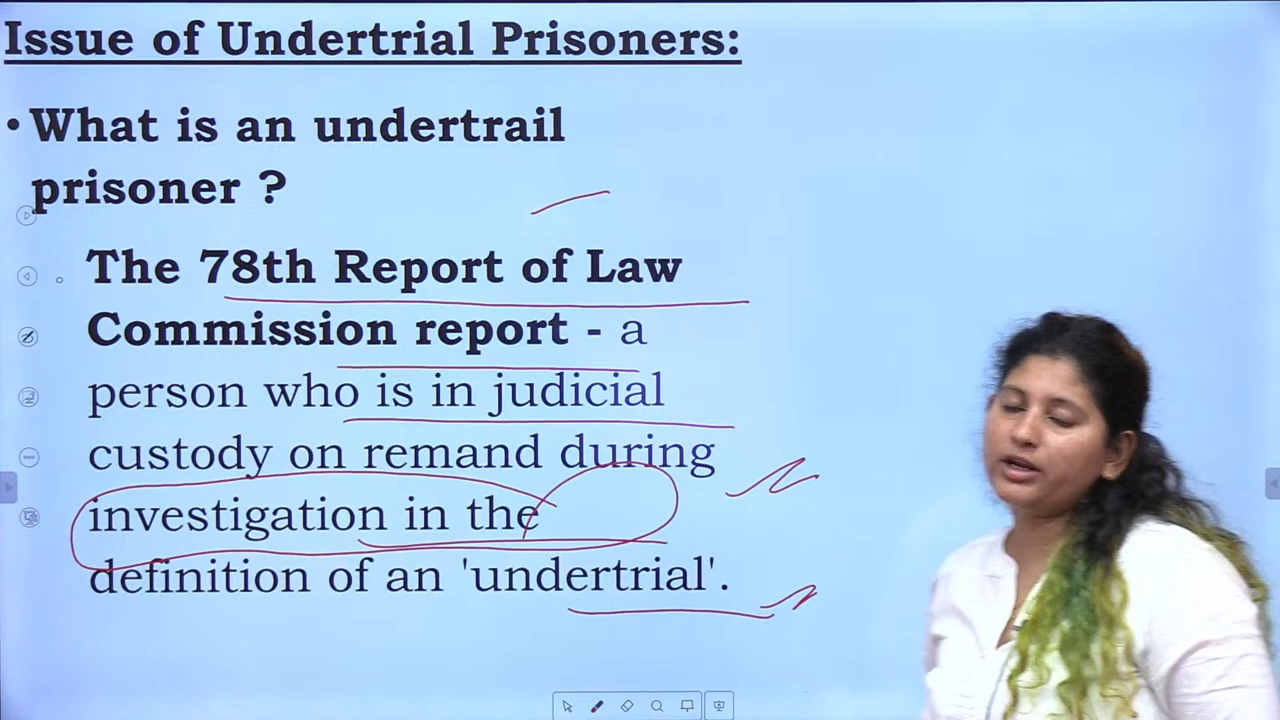 Issue of Undertrial Prisoners:
• What is an undertrail
prisoner ?
The 78th Report of Law
Commission report - a
person who is in judicial
custody on remand during
investigation in the
definition of an 'undertrial'.